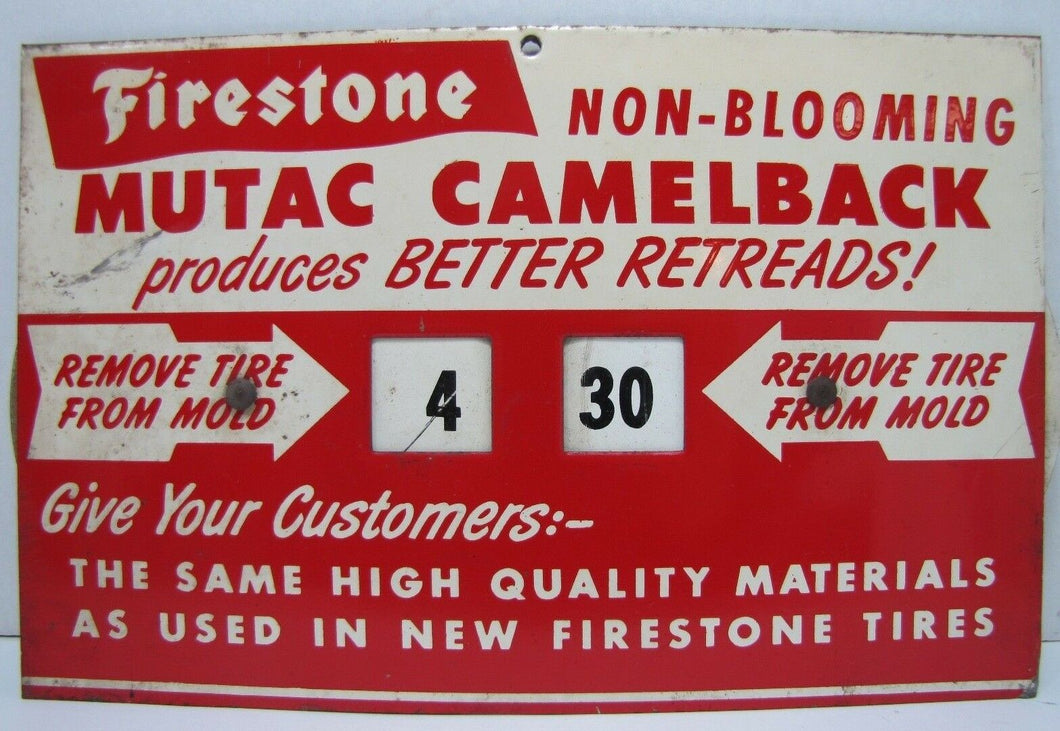 Firestone NON-BLOOMING
MUTAC CAMELBACK
produces BETTER RETREADS!
REMOVE TIRE
FROM MOLD
4 30
REMOVE TIRE
FROM MOLD
Give Your Customers:-
THE SAME HIGH QUALITY MATERIALS
AS USED IN NEW FIRESTONE TIRES